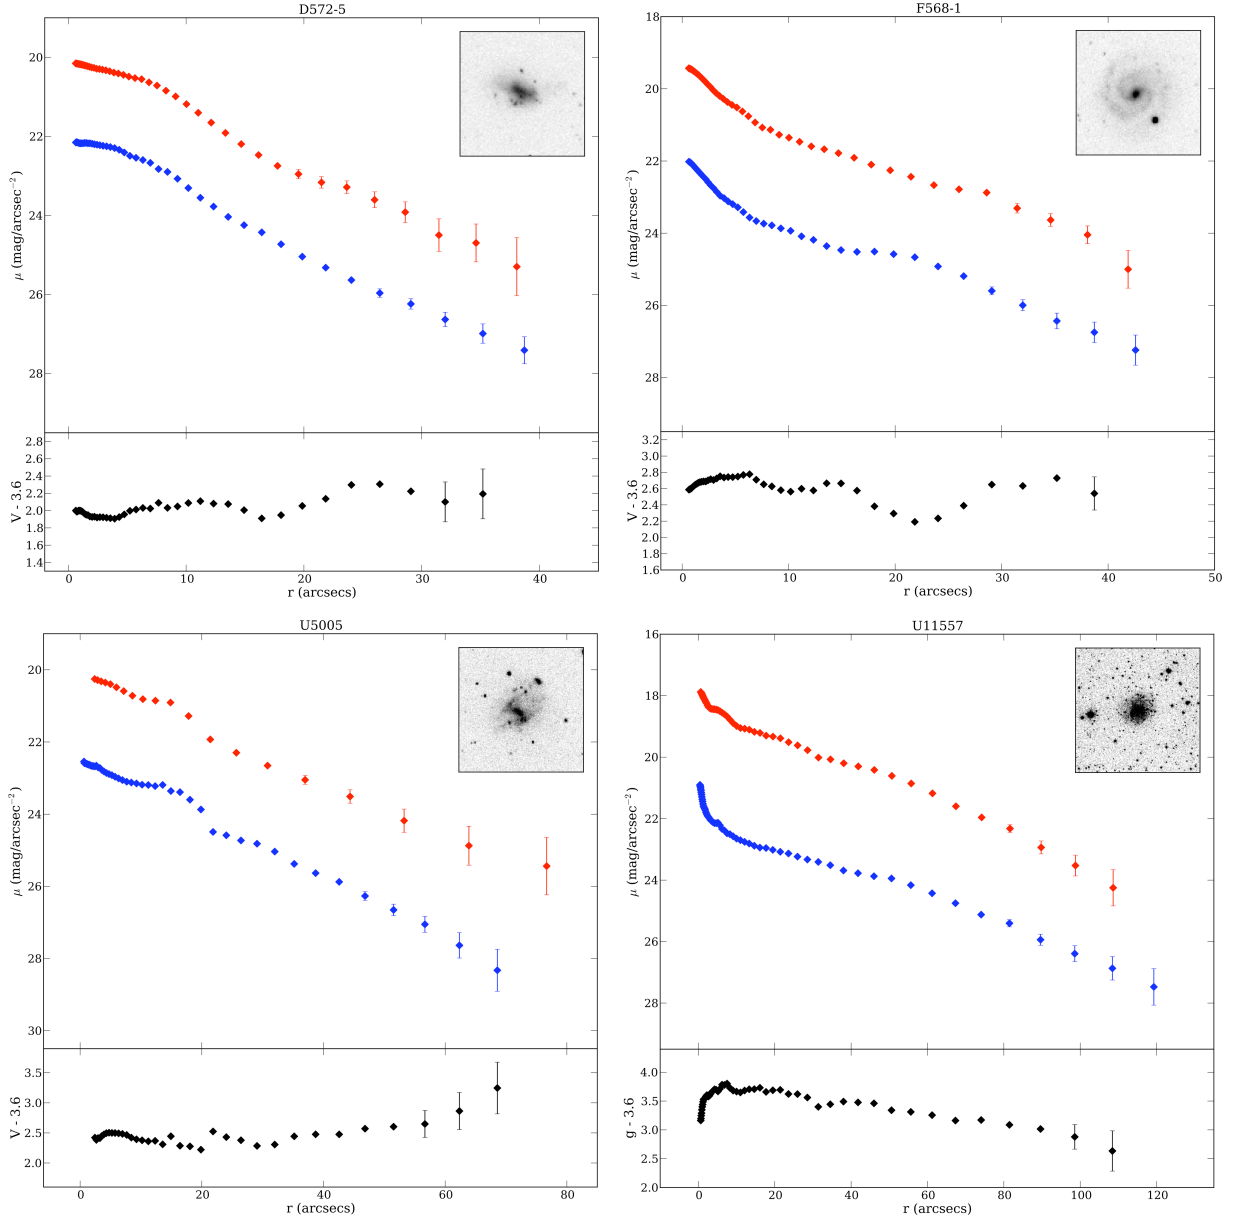 D572-5
20
22
24
26
28
μ (mag/arcsec⁻²)
2.8
2.6
2.4
2.2
2.0
1.8
1.6
1.4
V - 3.6
0 10 20 30 40
r (arcsecs)
F568-1
18
20
22
24
26
28
μ (mag/arcsec⁻²)
3.2
3.0
2.8
2.6
2.4
2.2
2.0
1.8
1.6
V - 3.6
0 10 20 30 40 50
r (arcsecs)
U5005
20
22
24
26
28
30
μ (mag/arcsec⁻²)
3.5
3.0
2.5
2.0
V - 3.6
0 20 40 60 80
r (arcsecs)
U11557
16
18
20
22
24
26
28
μ (mag/arcsec⁻²)
4.0
3.5
3.0
2.5
2.0
g - 3.6
0 20 40 60 80 100 120
r (arcsecs)